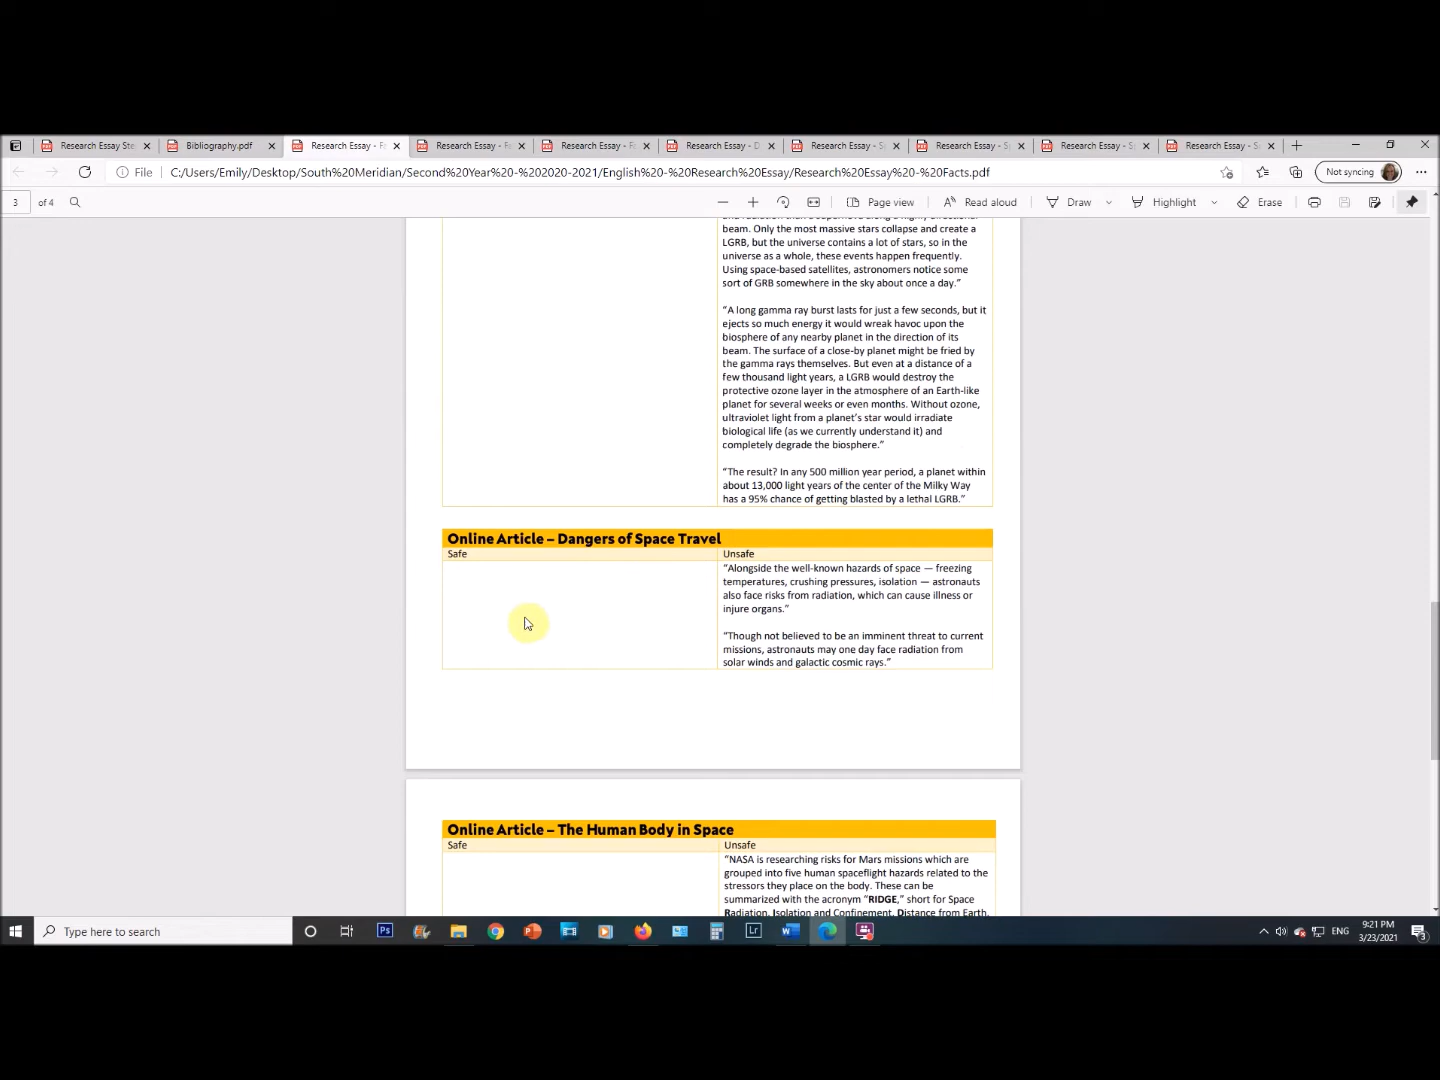 Research Essay Ste
Bibliography.pdf
Research Essay - Fa
Research Essay - R
Research Essay - Fo
Research Essay - D
Research Essay - S
Research Essay - S
Research Essay - S
Research Essay - S
File C:/Users/Emily/Desktop/South%20Meridian/Second%20Year%20-%202020-2021/English%20-%20Research%20Essay/Research%20Essay%20-%20Facts.pdf
Not syncing
3 of 4
Page view
Read aloud
Draw
Highlight
Erase
beam. Only the most massive stars collapse and create a
LGRB, but the universe contains a lot of stars, so in the
universe as a whole, these events happen frequently.
Using space-based satellites, astronomers notice some
sort of GRB somewhere in the sky about once a day.”
“A long gamma ray burst lasts for just a few seconds, but it
ejects so much energy it would wreak havoc upon the
biosphere of any nearby planet in the direction of its
beam. The surface of a close-by planet might be fried by
the gamma rays themselves. But even at a distance of a
few thousand light years, a LGRB would destroy the
protective ozone layer in the atmosphere of an Earth-like
planet for several weeks or even months. Without ozone,
ultraviolet light from a planet’s star would irradiate
biological life (as we currently understand it) and
completely degrade the biosphere.”
“The result? In any 500 million year period, a planet within
about 13,000 light years of the center of the Milky Way
has a 95% chance of getting blasted by a lethal LGRB.”
Online Article – Dangers of Space Travel
Safe
Unsafe
“Alongside the well-known hazards of space — freezing
temperatures, crushing pressures, isolation — astronauts
also face risks from radiation, which can cause illness or
injure organs.”
“Though not believed to be an imminent threat to current
missions, astronauts may one day face radiation from
solar winds and galactic cosmic rays.”
Online Article – The Human Body in Space
Safe
Unsafe
“NASA is researching risks for Mars missions which are
grouped into five human spaceflight hazards related to the
stressors they place on the body. These can be
summarized with the acronym “RIDGE,” short for Space
Radiation, Isolation and Confinement, Distance from Earth,
Type here to search
Ps
Lr
W
ENG
9:21 PM
3/23/2021
3